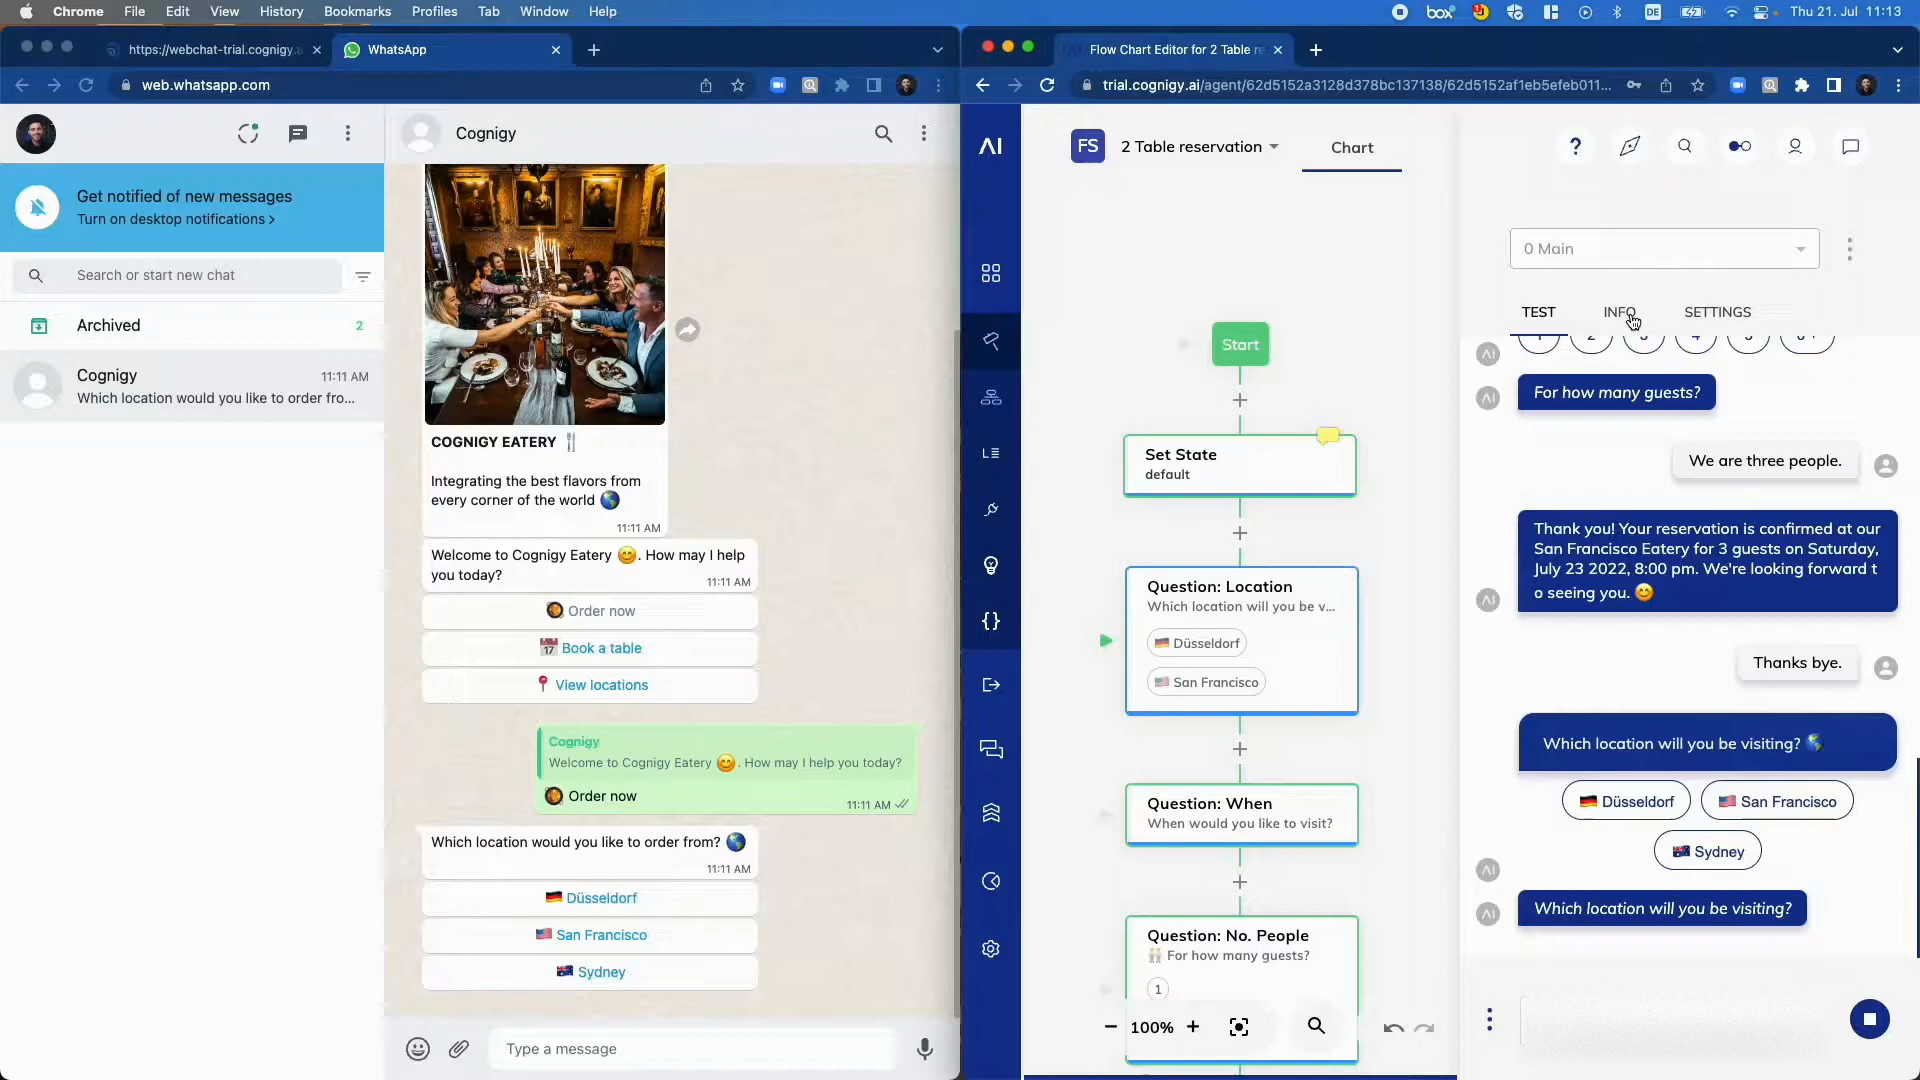 Chrome File Edit View History Bookmarks Profiles Tab Window Help
box DE Thu 21. Jul 11:13
https://webchat-trial.cognigy.a
WhatsApp
Flow Chart Editor for 2 Table re
web.whatsapp.com
trial.cognigy.ai/agent/62d5152a3128d378bc137138/62d5152af1eb5efeb011...
Cognigy
Get notified of new messages
Turn on desktop notifications >
Search or start new chat
Archived 2
Cognigy 11:11 AM
Which location would you like to order fro...
COGNIGY EATERY
Integrating the best flavors from
every corner of the world
11:11 AM
Welcome to Cognigy Eatery . How may I help
you today?
11:11 AM
Order now
Book a table
View locations
Cognigy
Welcome to Cognigy Eatery . How may I help you today?
Order now
11:11 AM
Which location would you like to order from?
11:11 AM
Düsseldorf
San Francisco
Sydney
Type a message
AI
FS 2 Table reservation Chart
Start
Set State
default
Question: Location
Which location will you be v...
Düsseldorf
San Francisco
Question: When
When would you like to visit?
Question: No. People
For how many guests?
1
100%
?
0 Main
TEST INFO SETTINGS
1 2 3 4 5 6+
For how many guests?
We are three people.
Thank you! Your reservation is confirmed at our
San Francisco Eatery for 3 guests on Saturday,
July 23 2022, 8:00 pm. We're looking forward t
o seeing you.
Thanks bye.
Which location will you be visiting?
Düsseldorf
San Francisco
Sydney
Which location will you be visiting?